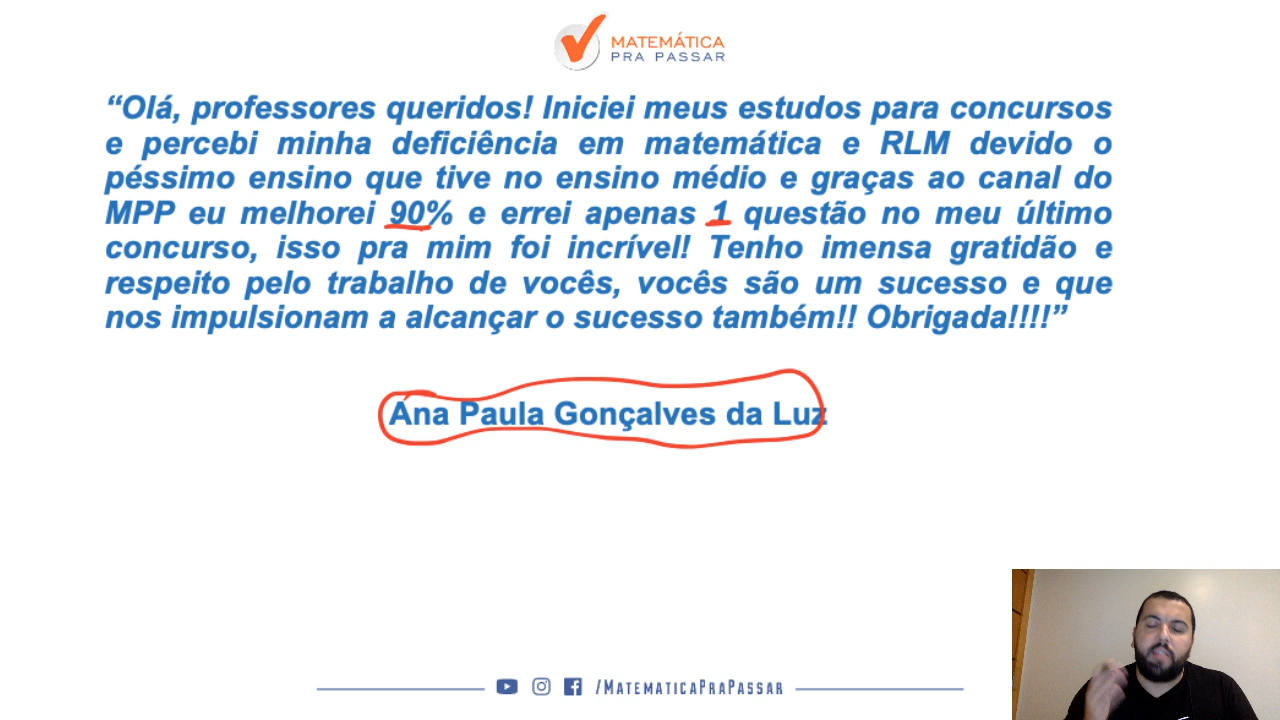 MATEMÁTICA
PRA PASSAR
“Olá, professores queridos! Iniciei meus estudos para concursos
e percebi minha deficiência em matemática e RLM devido o
péssimo ensino que tive no ensino médio e graças ao canal do
MPP eu melhorei 90% e errei apenas 1 questão no meu último
concurso, isso pra mim foi incrível! Tenho imensa gratidão e
respeito pelo trabalho de vocês, vocês são um sucesso e que
nos impulsionam a alcançar o sucesso também!! Obrigada!!!!”
Ana Paula Gonçalves da Luz
/MATEMATICAPRAPASSAR